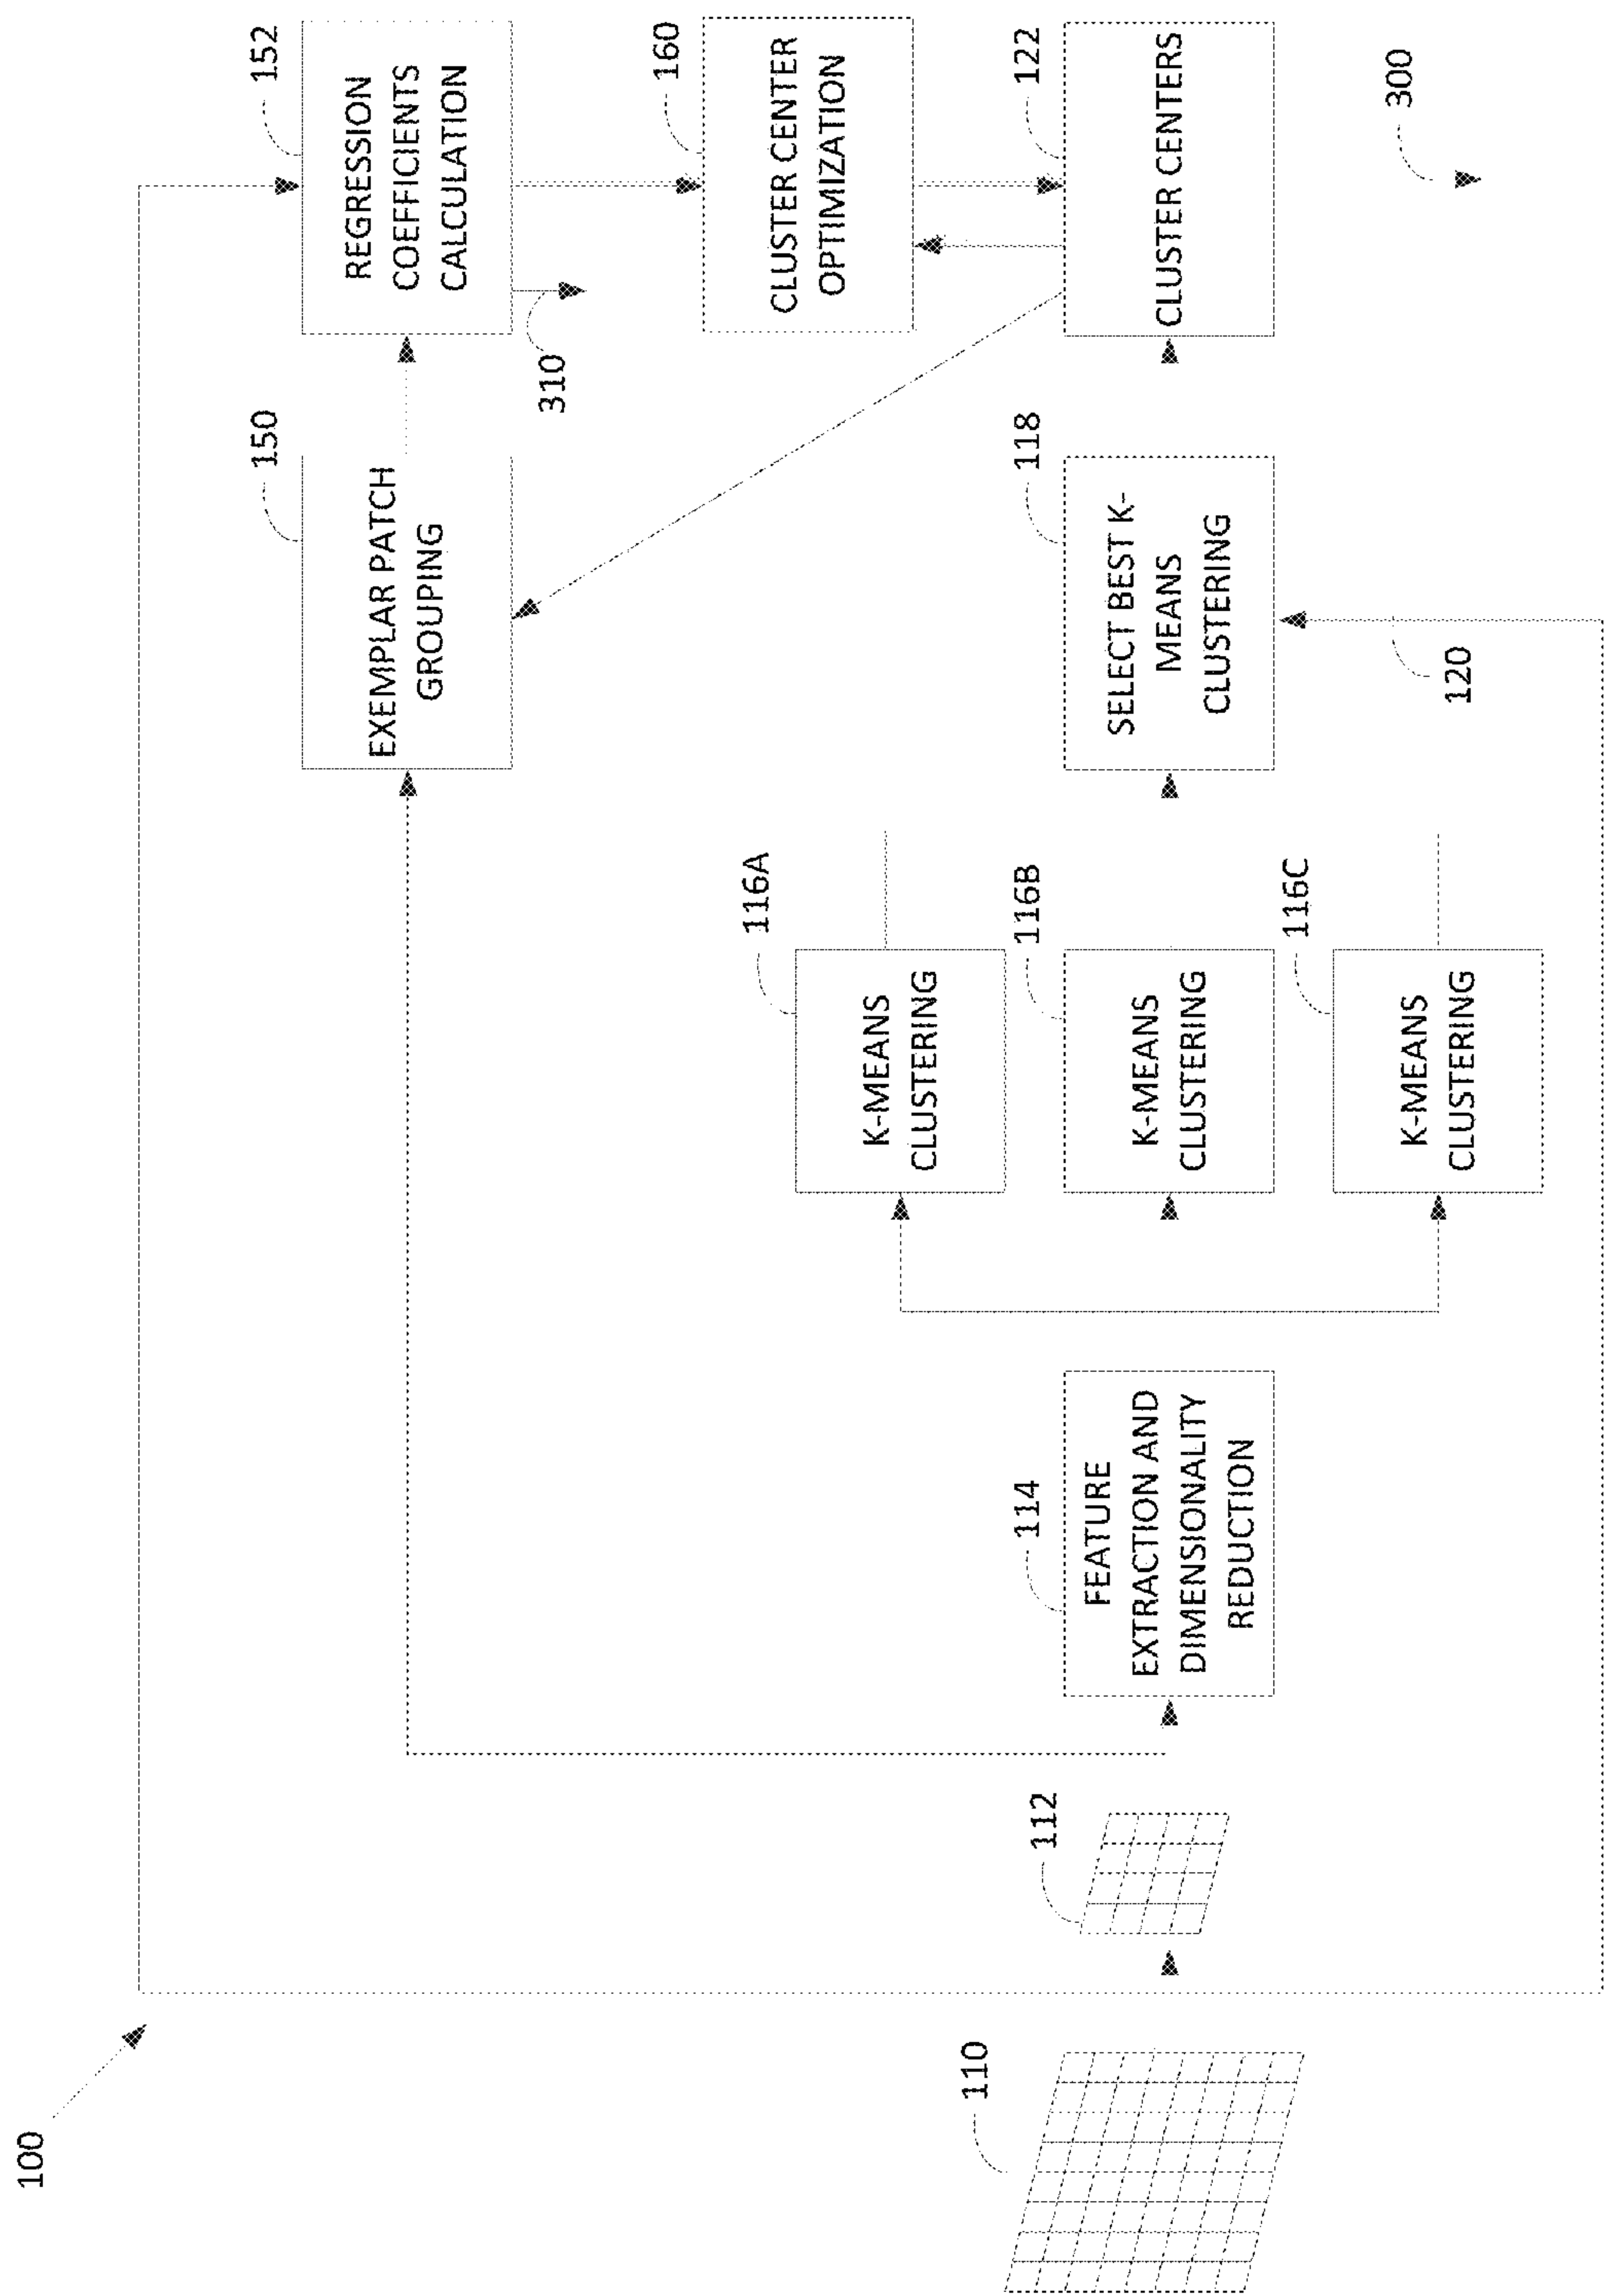 100
110
112
114
FEATURE
EXTRACTION AND
DIMENSIONALITY
REDUCTION
116A
K-MEANS
CLUSTERING
116B
K-MEANS
CLUSTERING
116C
K-MEANS
CLUSTERING
118
SELECT BEST K-
MEANS
CLUSTERING
120
150
EXEMPLAR PATCH
GROUPING
152
REGRESSION
COEFFICIENTS
CALCULATION
310
160
CLUSTER CENTER
OPTIMIZATION
122
CLUSTER CENTERS
300